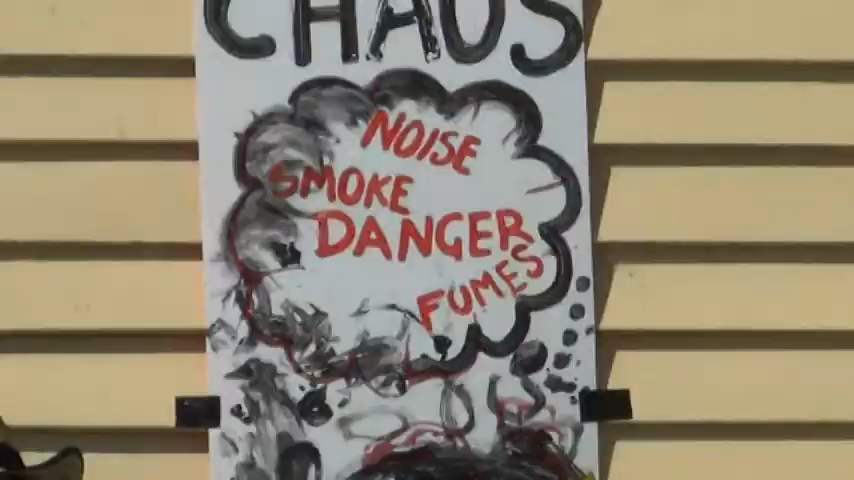 CHAOS
NOISE
SMOKE
DANGER
FUMES